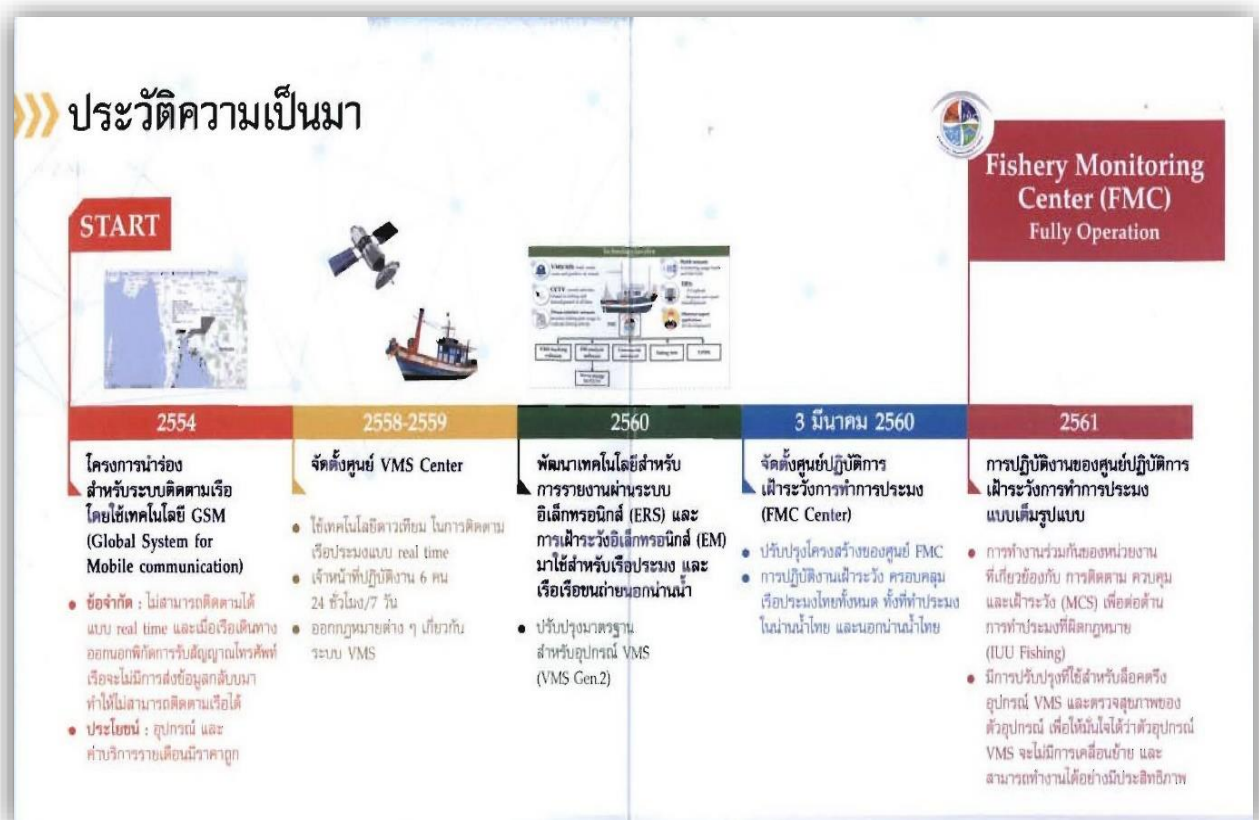 ประวัติความเป็นมา
START
Fishery Monitoring
Center (FMC)
Fully Operation
2554
โครงการนำร่อง
สำหรับระบบติดตามเรือ
โดยใช้เทคโนโลยี GSM
(Global System for
Mobile communication)
• ข้อจำกัด : ไม่สามารถติดตามได้
แบบ real time และเมื่อเรือเดินทาง
ออกนอกพิกัดการรับสัญญาณโทรศัพท์
เรือจะไม่มีการส่งข้อมูลกลับมา
ทำให้ไม่สามารถติดตามเรือได้
• ประโยชน์ : อุปกรณ์ และ
ค่าบริการรายเดือนมีราคาถูก
2558-2559
จัดตั้งศูนย์ VMS Center
• ใช้เทคโนโลยีดาวเทียม ในการติดตาม
เรือประมงแบบ real time
• เจ้าหน้าที่ปฏิบัติงาน 6 คน
24 ชั่วโมง/7 วัน
• ออกกฎหมายต่าง ๆ เกี่ยวกับ
ระบบ VMS
2560
พัฒนาเทคโนโลยีสำหรับ
การรายงานผ่านระบบ
อิเล็กทรอนิกส์ (ERS) และ
การเฝ้าระวังอิเล็กทรอนิกส์ (EM)
มาใช้สำหรับเรือประมง และ
เรือเรือขนถ่ายนอกน่านน้ำ
• ปรับปรุงมาตรฐาน
สำหรับอุปกรณ์ VMS
(VMS Gen.2)
3 มีนาคม 2560
จัดตั้งศูนย์ปฏิบัติการ
เฝ้าระวังการทำการประมง
(FMC Center)
• ปรับปรุงโครงสร้างของศูนย์ FMC
• การปฏิบัติงานเฝ้าระวัง ครอบคลุม
เรือประมงไทยทั้งหมด ทั้งที่ทำประมง
ในน่านน้ำไทย และนอกน่านน้ำไทย
2561
การปฏิบัติงานของศูนย์ปฏิบัติการ
เฝ้าระวังการทำการประมง
แบบเต็มรูปแบบ
• การทำงานร่วมกันของหน่วยงาน
ที่เกี่ยวข้องกับ การติดตาม ควบคุม
และเฝ้าระวัง (MCS) เพื่อต่อต้าน
การทำประมงที่ผิดกฎหมาย
(IUU Fishing)
• มีการปรับปรุงที่ใช้สำหรับล็อคตรึง
อุปกรณ์ VMS และตรวจสุขภาพของ
ตัวอุปกรณ์ เพื่อให้มั่นใจได้ว่าตัวอุปกรณ์
VMS จะไม่มีการเคลื่อนย้าย และ
สามารถทำงานได้อย่างมีประสิทธิภาพ